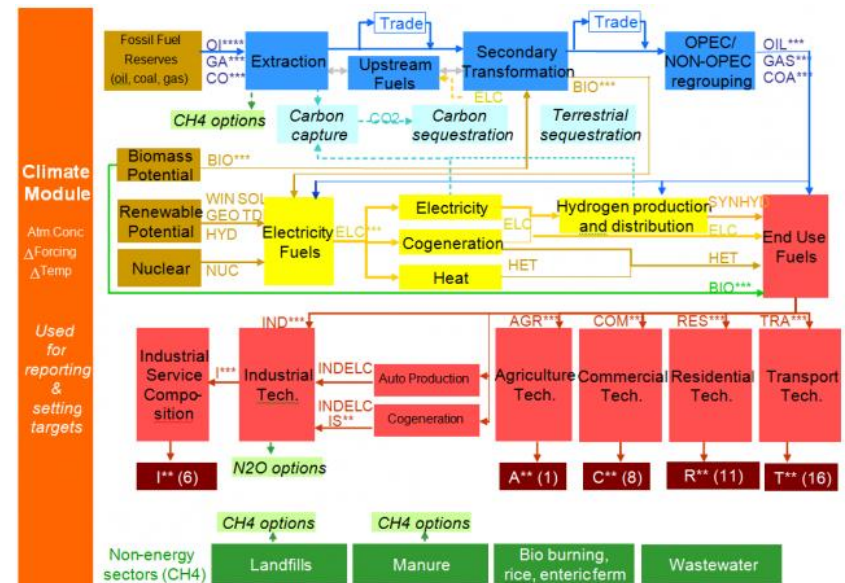 Climate
Module
Atm Conc
ΔForcing
ΔTemp
Used
for
reporting
&
setting
targets
Fossil Fuel
Reserves
(oil, coal, gas)
OI****
GA***
CO***
Extraction
Trade
Upstream
Fuels
Secondary
Transformation
Trade
OPEC/
NON-OPEC
regrouping
OIL***
GAS***
COA***
BIO***
ELC
CH4 options
Carbon
capture
CO2
Carbon
sequestration
Terrestrial
sequestration
Biomass
Potential
BIO***
Renewable
Potential
WIN SOL
GEO TD
HYD
Nuclear
NUC
Electricity
Fuels
ELC***
Electricity
Cogeneration
Heat
ELC
HET
Hydrogen production
and distribution
SYNHYD
ELC
HET
BIO***
End Use
Fuels
IND***
AGR***
COM***
RES***
TRA***
Industrial
Service
Compo-
sition
I***
Industrial
Tech.
INDELC
Auto Production
INDELC
IS**
Cogeneration
Agriculture
Tech.
Commercial
Tech.
Residential
Tech.
Transport
Tech.
I** (6)
N2O options
A** (1)
C** (8)
R** (11)
T** (16)
CH4 options
CH4 options
Non-energy
sectors (CH4)
Landfills
Manure
Bio burning,
rice, enteric ferm
Wastewater